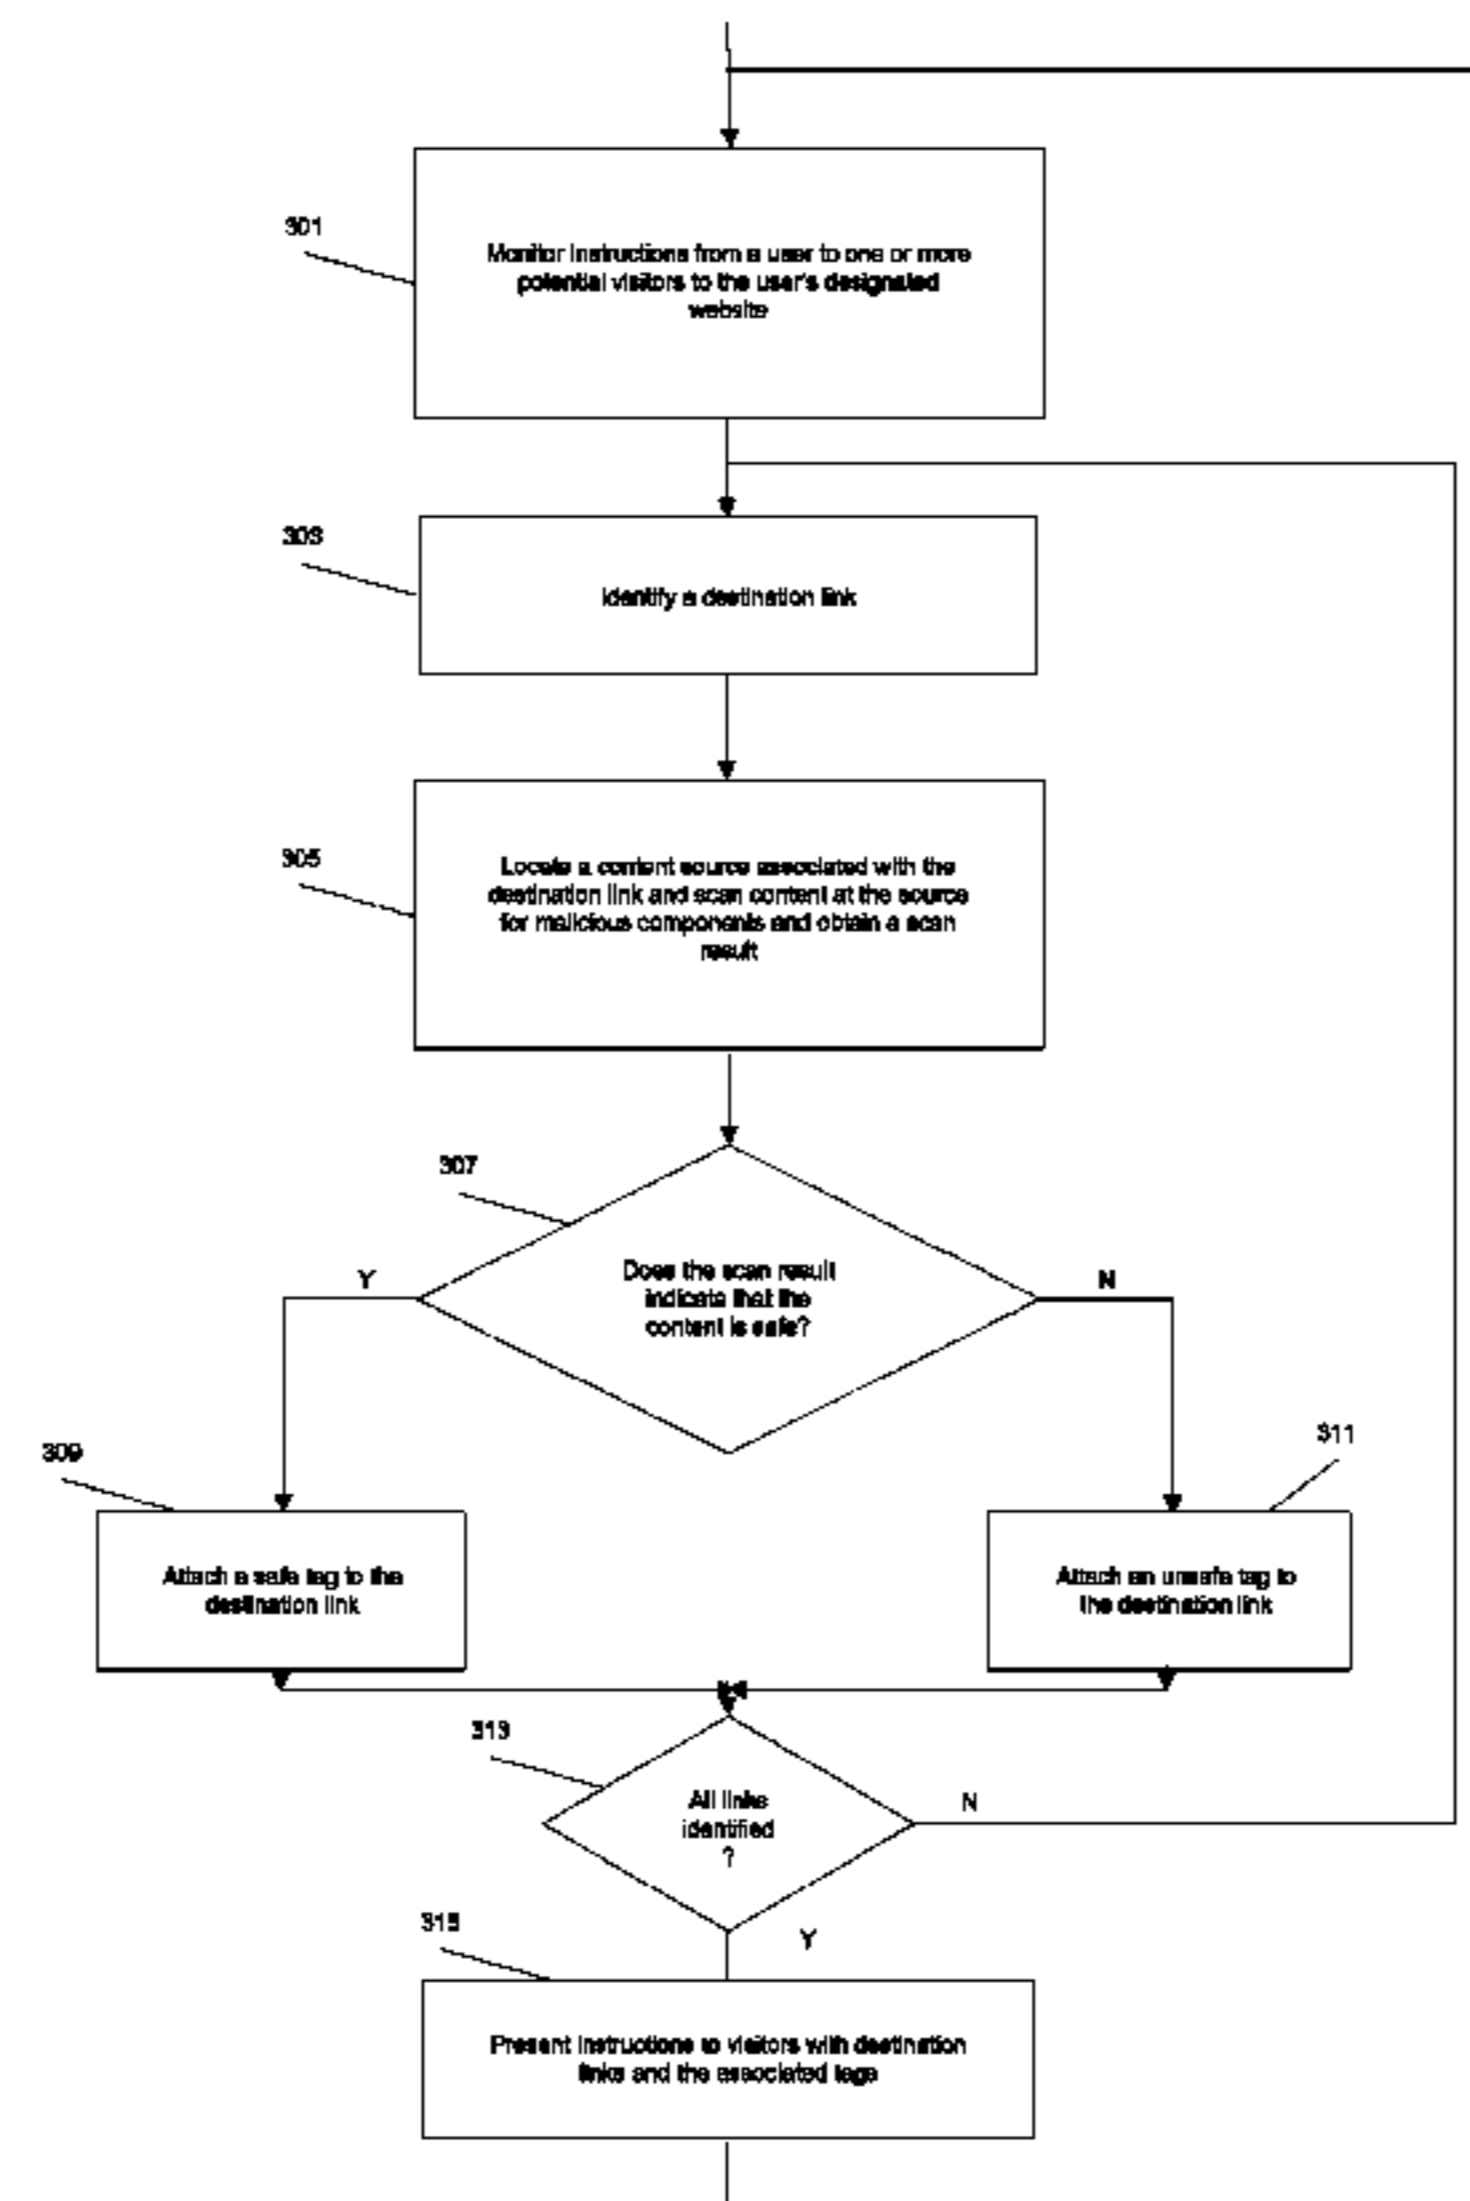 301
Monitor instructions from a user to one or more
potential visitors to the user's designated
website
303
Identify a destination link
305
Locate a content source associated with the
destination link and scan content at the source
for malicious components and obtain a scan
result
307
Does the scan result
indicate that the
content is safe?
Y
N
309
311
Attach a safe tag to the
destination link
Attach an unsafe tag to
the destination link
313
All links
identified
?
N
Y
315
Present instructions to visitors with destination
links and the associated tags